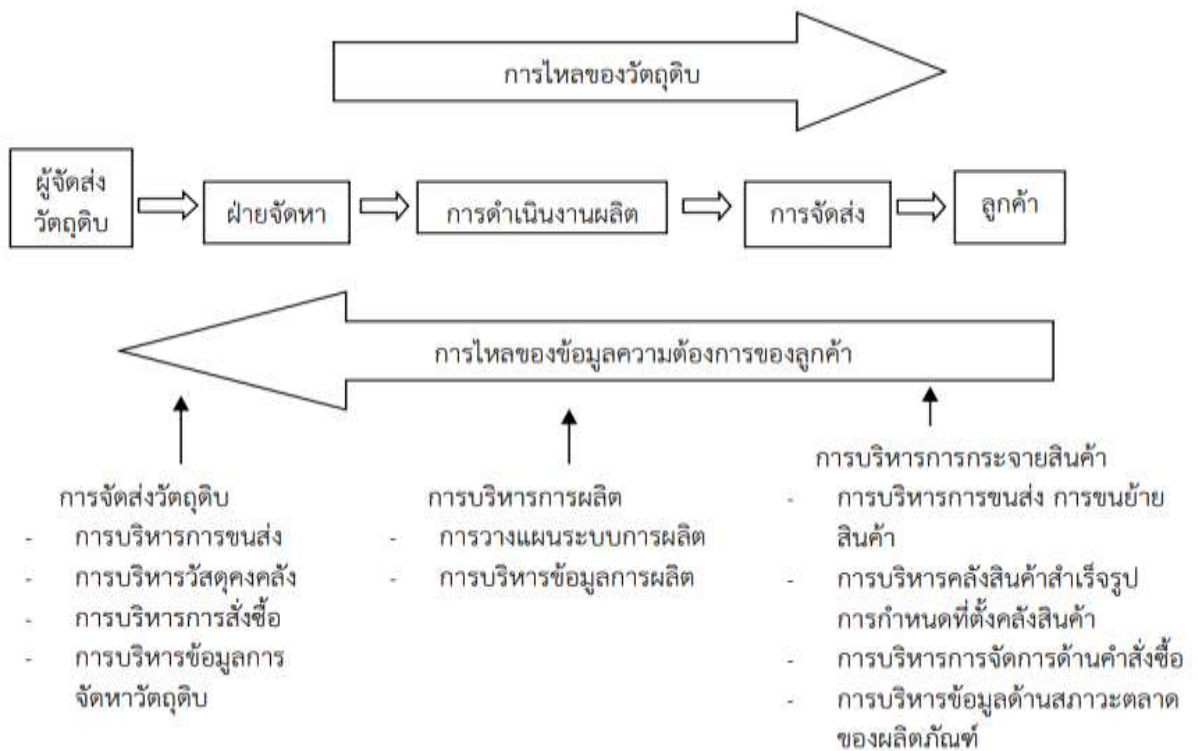 การไหลของวัตถุดิบ
ผู้จัดส่ง
วัตถุดิบ
ฝ่ายจัดหา
การดำเนินงานผลิต
การจัดส่ง
ลูกค้า
การไหลของข้อมูลความต้องการของลูกค้า
การจัดส่งวัตถุดิบ
- การบริหารการขนส่ง
- การบริหารวัสดุคงคลัง
- การบริหารการสั่งซื้อ
- การบริหารข้อมูลการ
จัดหาวัตถุดิบ
การบริหารการผลิต
- การวางแผนระบบการผลิต
- การบริหารข้อมูลการผลิต
การบริหารการกระจายสินค้า
- การบริหารการขนส่ง การขนย้าย
สินค้า
- การบริหารคลังสินค้าสำเร็จรูป
การกำหนดที่ตั้งคลังสินค้า
- การบริหารการจัดการด้านคำสั่งซื้อ
- การบริหารข้อมูลด้านสภาวะตลาด
ของผลิตภัณฑ์